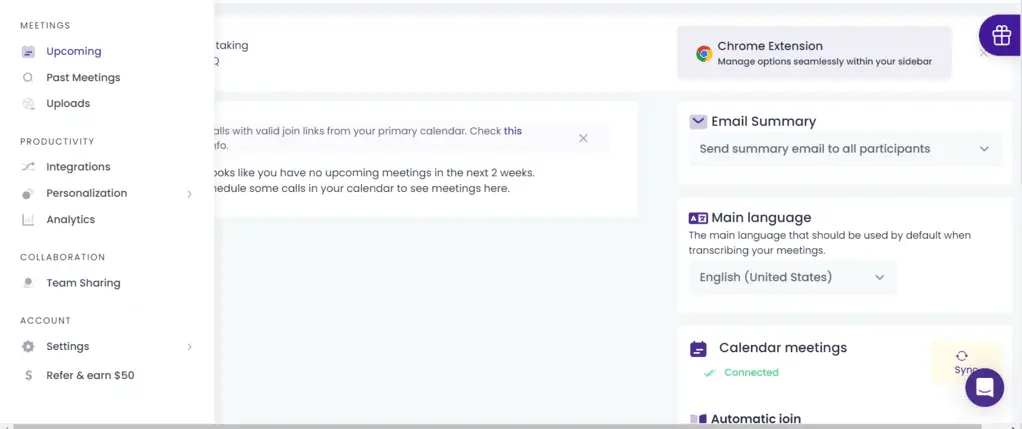 MEETINGS
Upcoming
Past Meetings
Uploads
PRODUCTIVITY
Integrations
Personalization
Analytics
COLLABORATION
Team Sharing
ACCOUNT
Settings
Refer & earn $50
taking
Q
Chrome Extension
Manage options seamlessly within your sidebar
alls with valid join links from your primary calendar. Check this
nfo.
ooks like you have no upcoming meetings in the next 2 weeks.
chedule some calls in your calendar to see meetings here.
Email Summary
Send summary email to all participants
Main language
The main language that should be used by default when
transcribing your meetings.
English (United States)
Calendar meetings
Connected
Sync
Automatic join